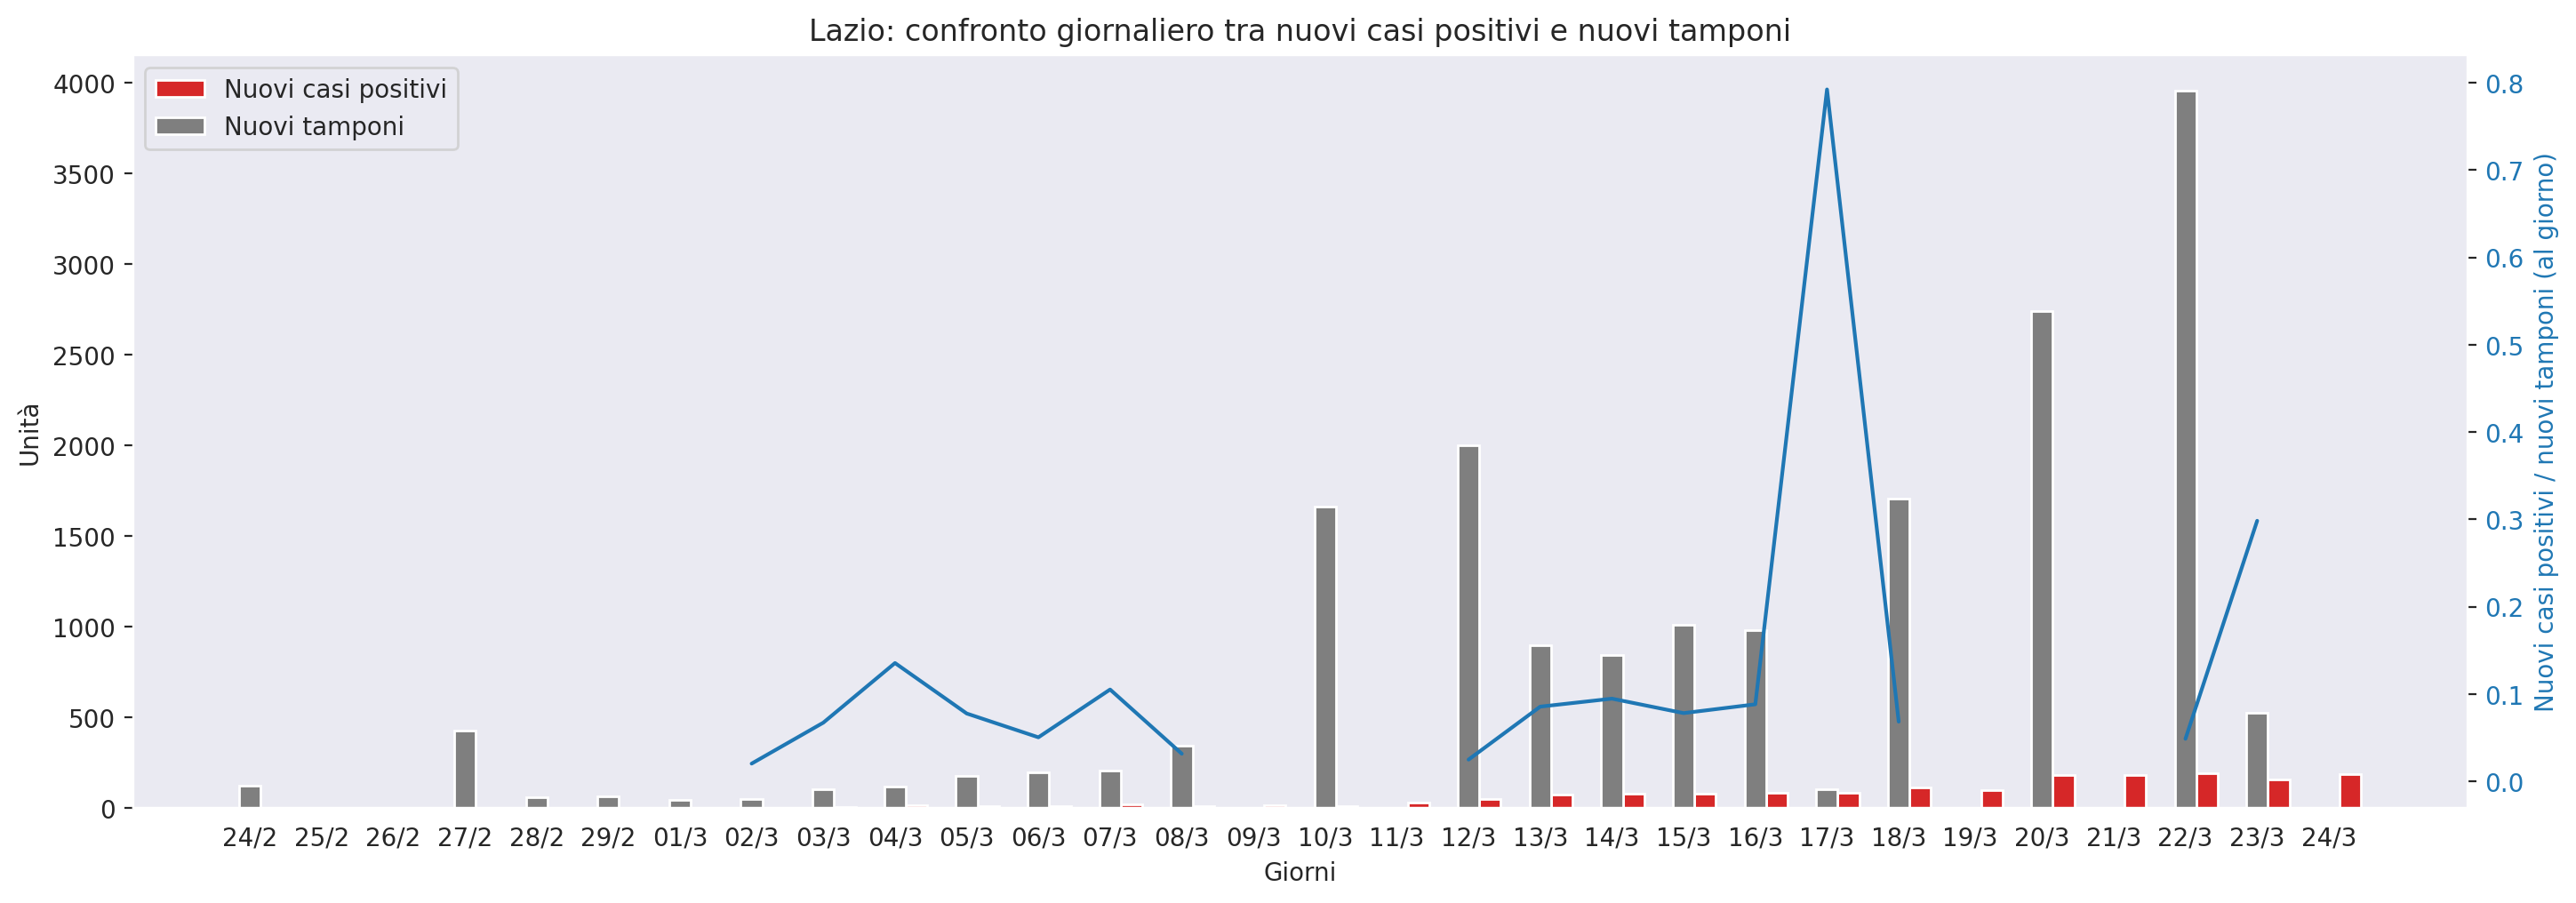 Lazio: confronto giornaliero tra nuovi casi positivi e nuovi tamponi
Nuovi casi positivi
Nuovi tamponi
4000
3500
3000
2500
2000
1500
1000
500
0
Unità
0.8
0.7
0.6
0.5
0.4
0.3
0.2
0.1
0.0
Nuovi casi positivi / nuovi tamponi (al giorno)
24/2 25/2 26/2 27/2 28/2 29/2 01/3 02/3 03/3 04/3 05/3 06/3 07/3 08/3 09/3 10/3 11/3 12/3 13/3 14/3 15/3 16/3 17/3 18/3 19/3 20/3 21/3 22/3 23/3 24/3
Giorni